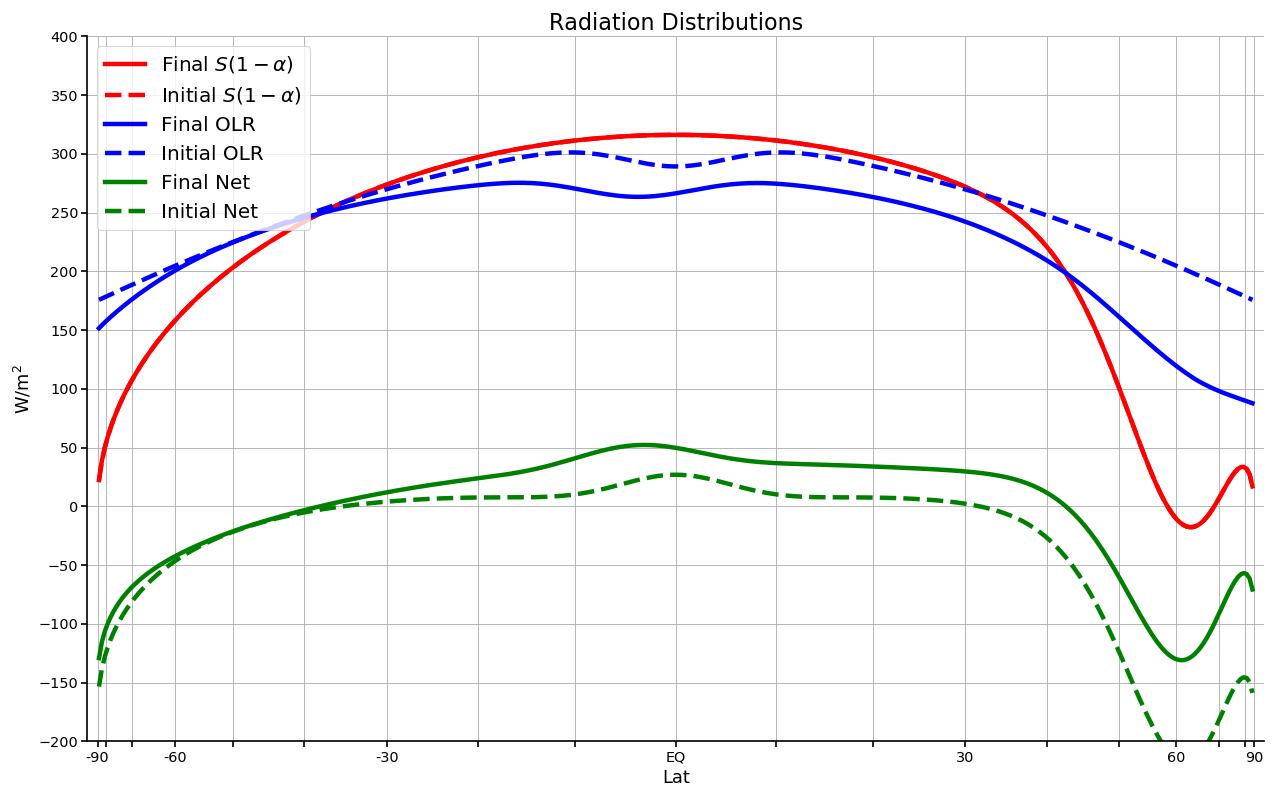 Radiation Distributions
400
350
300
250
200
150
100
50
0
−50
−100
−150
−200
W/m²
Final S(1 − α)
Initial S(1 − α)
Final OLR
Initial OLR
Final Net
Initial Net
-90 -60 -30 EQ 30 60 90
Lat